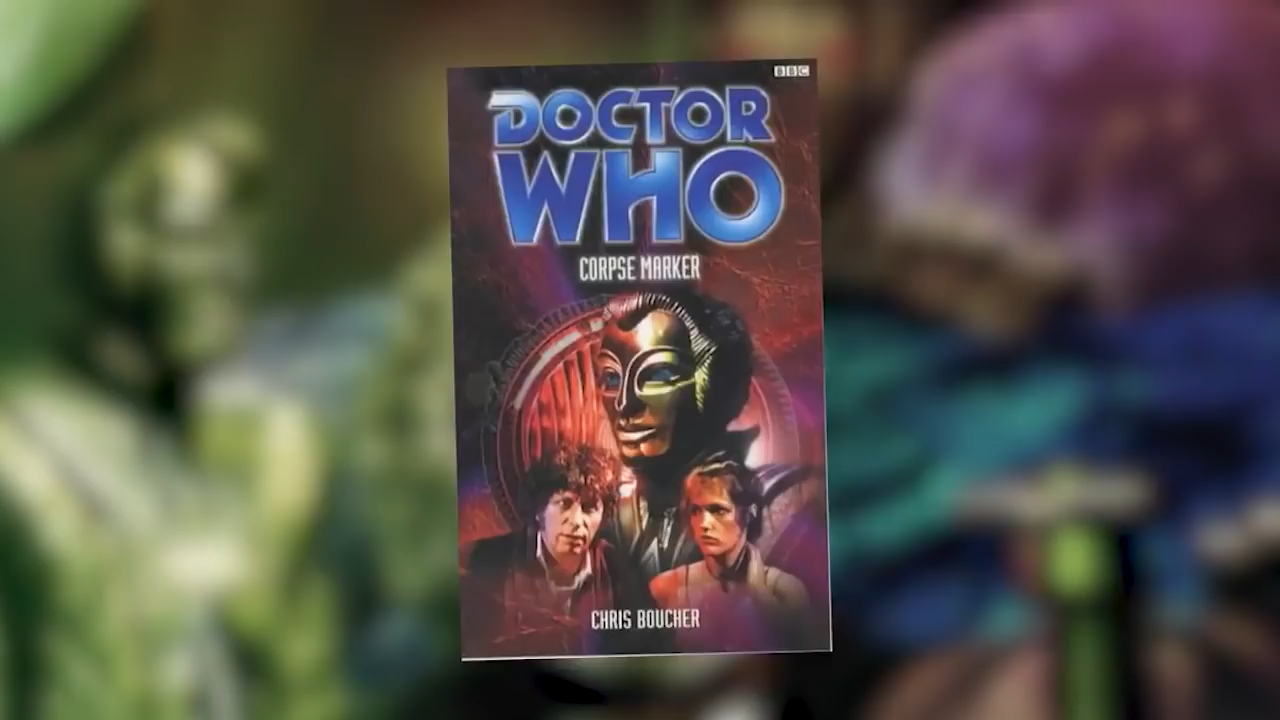 BBC
DOCTOR
WHO
CORPSE MARKER
CHRIS BOUCHER